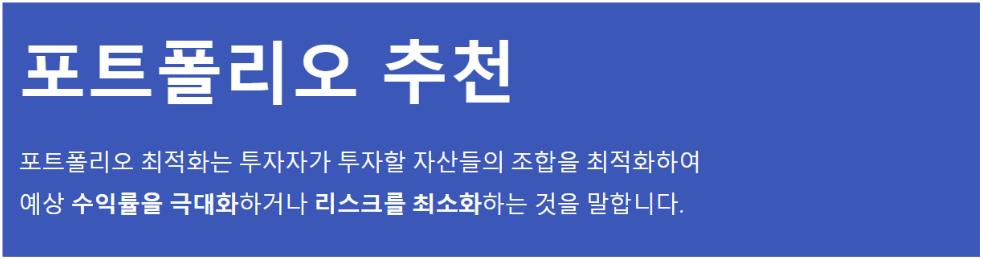 포트폴리오 추천
포트폴리오 최적화는 투자자가 투자할 자산들의 조합을 최적화하여
예상 수익률을 극대화하거나 리스크를 최소화하는 것을 말합니다.